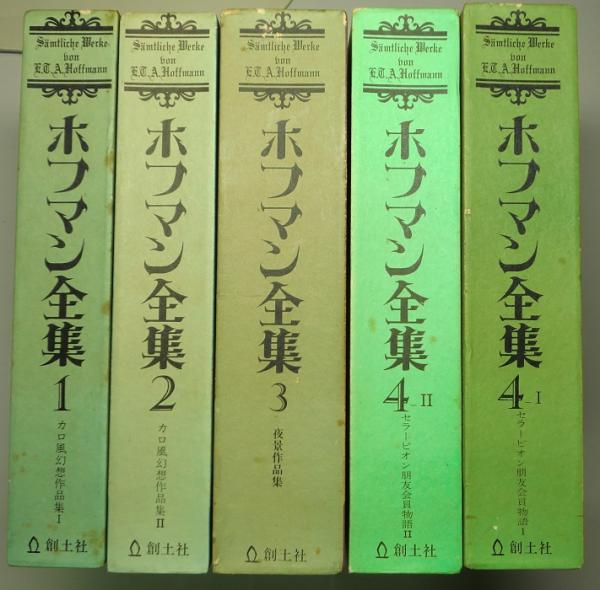 Sämtliche Werke
von
E.T.A.Hoffmann
ホフマン全集
1
カロ風幻想作品集I
創土社
Sämtliche Werke
von
E.T.A.Hoffmann
ホフマン全集
2
カロ風幻想作品集II
創土社
Sämtliche Werke
von
E.T.A.Hoffmann
ホフマン全集
3
夜景作品集
創土社
Sämtliche Werke
von
E.T.A.Hoffmann
ホフマン全集
4-II
セラーピオン朋友会員物語II
創土社
Sämtliche Werke
von
E.T.A.Hoffmann
ホフマン全集
4-I
セラーピオン朋友会員物語I
創土社